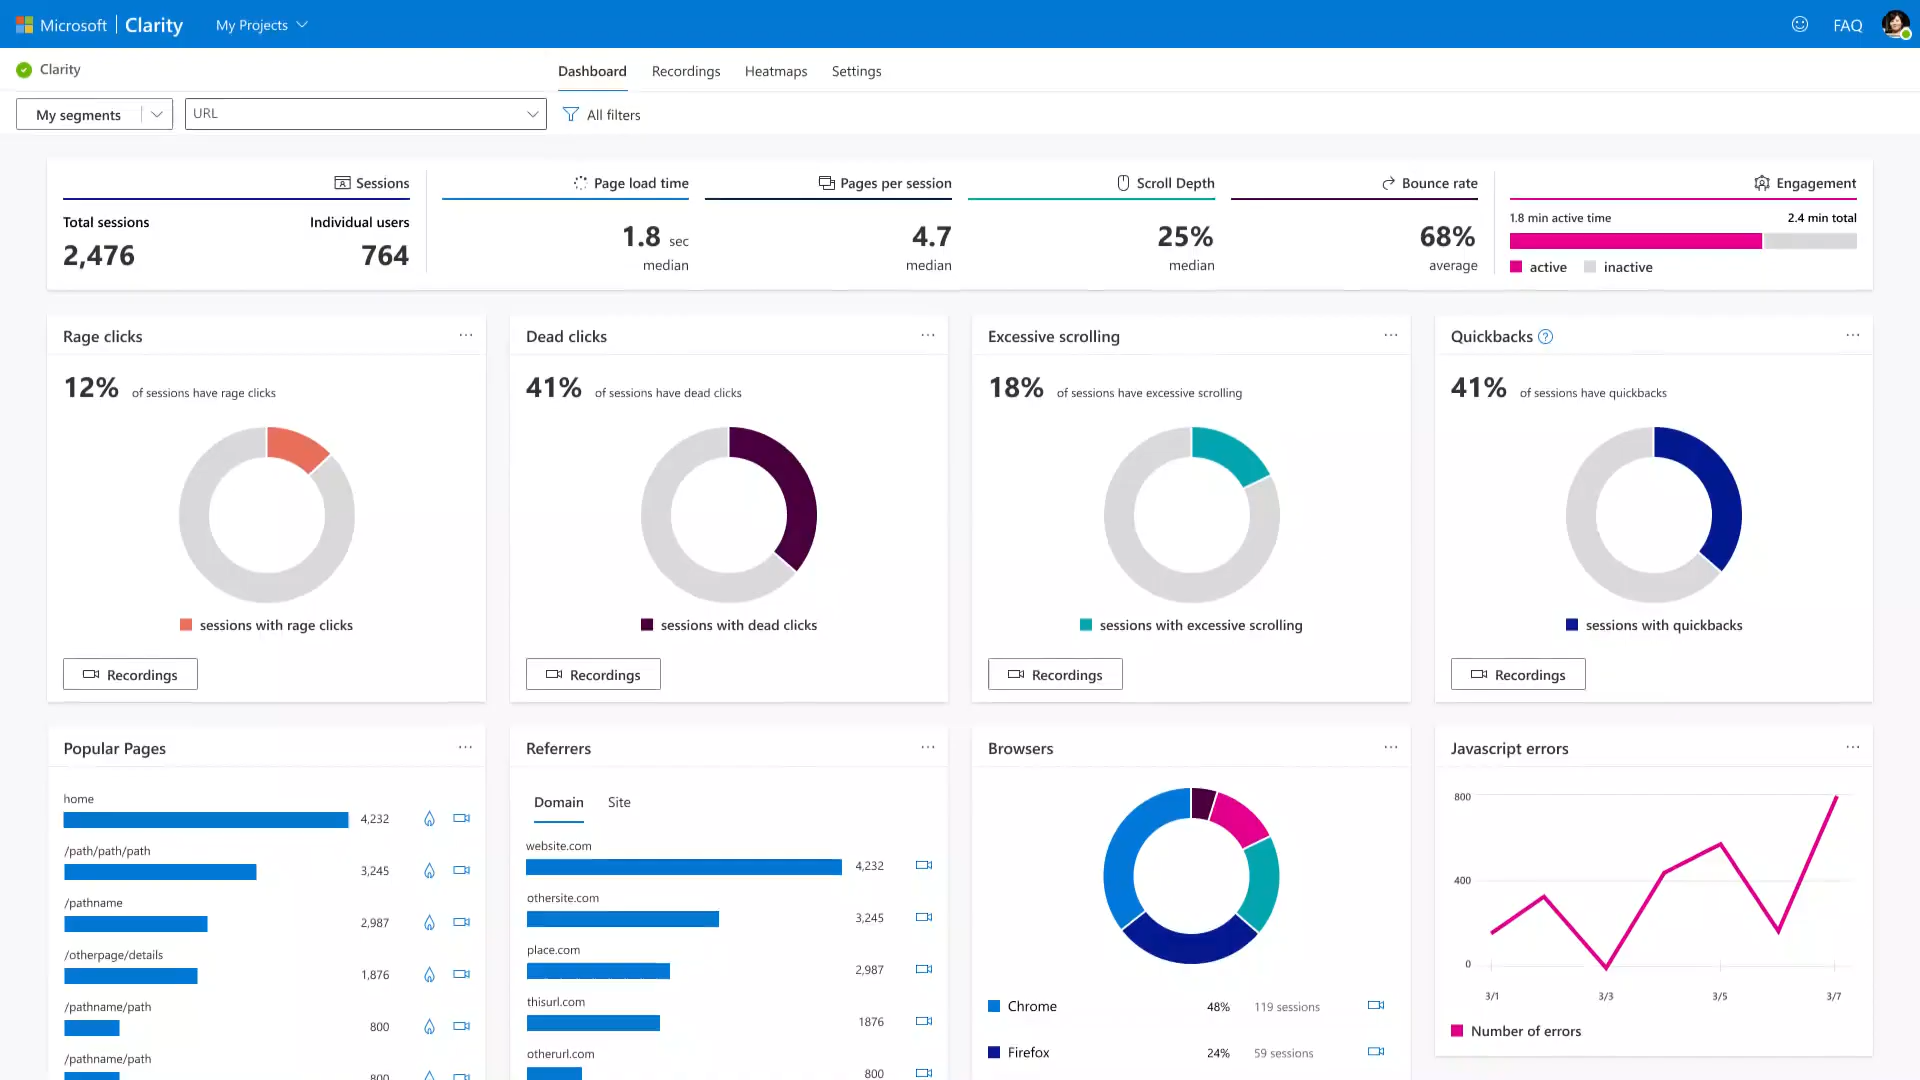 Microsoft | Clarity My Projects FAQ
Clarity
Dashboard Recordings Heatmaps Settings
My segments URL All filters
Sessions
Total sessions Individual users
2,476 764
Page load time
1.8 sec
median
Pages per session
4.7
median
Scroll Depth
25%
median
Bounce rate
68%
average
Engagement
1.8 min active time 2.4 min total
active inactive
Rage clicks ...
12% of sessions have rage clicks
sessions with rage clicks
Recordings
Dead clicks ...
41% of sessions have dead clicks
sessions with dead clicks
Recordings
Excessive scrolling ...
18% of sessions have excessive scrolling
sessions with excessive scrolling
Recordings
Quickbacks ? ...
41% of sessions have quickbacks
sessions with quickbacks
Recordings
Popular Pages ...
home
4,232
/path/path/path
3,245
/pathname
2,987
/otherpage/details
1,876
/pathname/path
800
/pathname/path
800
Referrers ...
Domain Site
website.com
4,232
othersite.com
3,245
place.com
2,987
thisurl.com
1876
otherurl.com
800
Browsers ...
Chrome 48% 119 sessions
Firefox 24% 59 sessions
Javascript errors ...
800
400
0
3/1 3/3 3/5 3/7
Number of errors